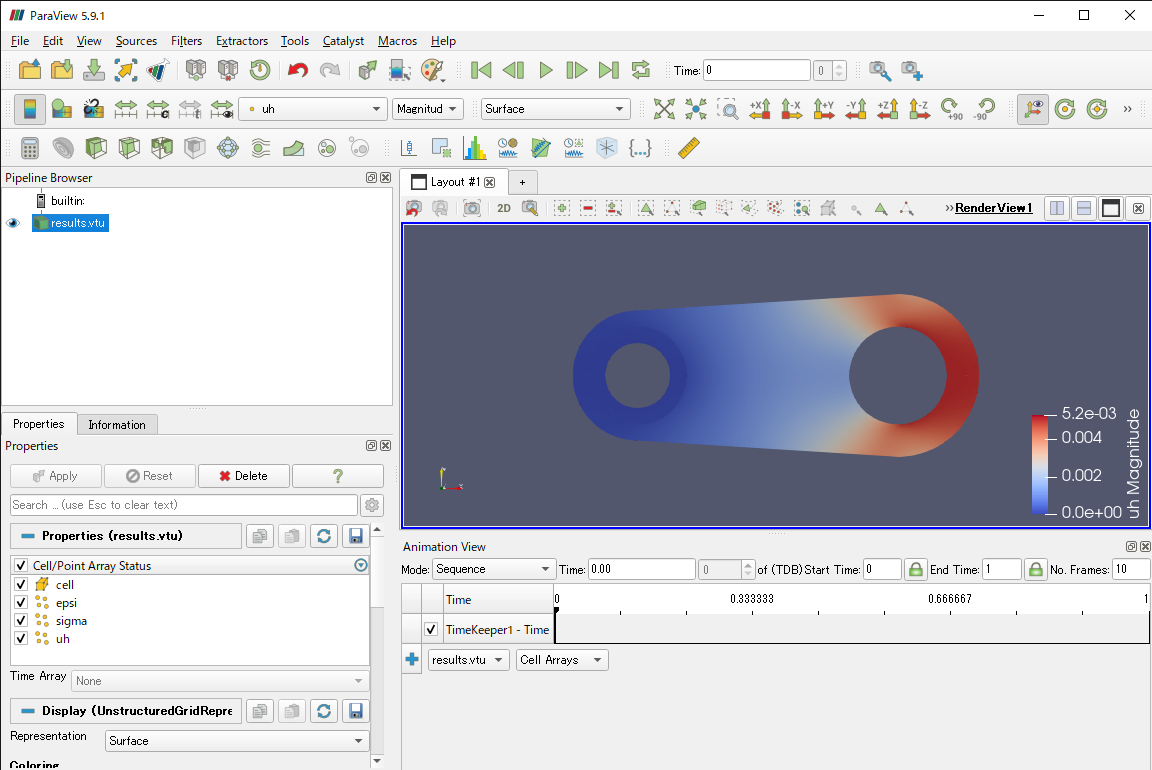 ParaView 5.9.1
File Edit View Sources Filters Extractors Tools Catalyst Macros Help
Time: 0 0
uh Magnitud Surface +X -X +Y -Y +Z -Z +90 -90 »
Pipeline Browser
builtin:
results.vtu
Layout #1 +
2D » RenderView1
Properties Information
Properties
Apply Reset Delete ?
Search ... (use Esc to clear text)
Properties (results.vtu)
Cell/Point Array Status
cell
epsi
sigma
uh
Time Array None
Display (UnstructuredGridRepre
Representation Surface
Coloring
5.2e-03
0.004
0.002
0.0e+00
uh Magnitude
Animation View
Mode: Sequence Time: 0.00 0 of (TDB) Start Time: 0 End Time: 1 No. Frames: 10
Time 0 0.333333 0.666667 1
TimeKeeper1 - Time
results.vtu Cell Arrays